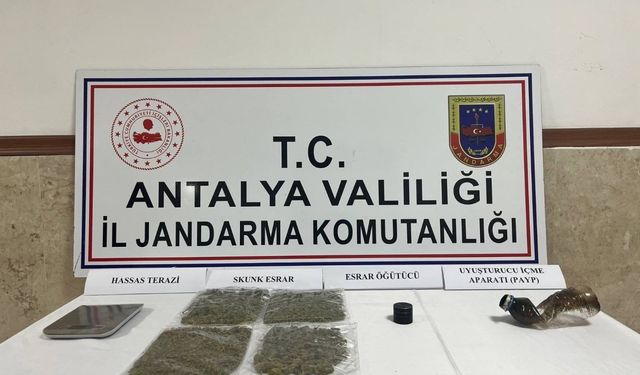 T.C.
ANTALYA VALİLİĞİ
İL JANDARMA KOMUTANLIĞI
JANDARMA
HASSAS TERAZİ
SKUNK ESRAR
ESRAR ÖĞÜTÜCÜ
UYUŞTURUCU İÇME
APARATI (PAYP)